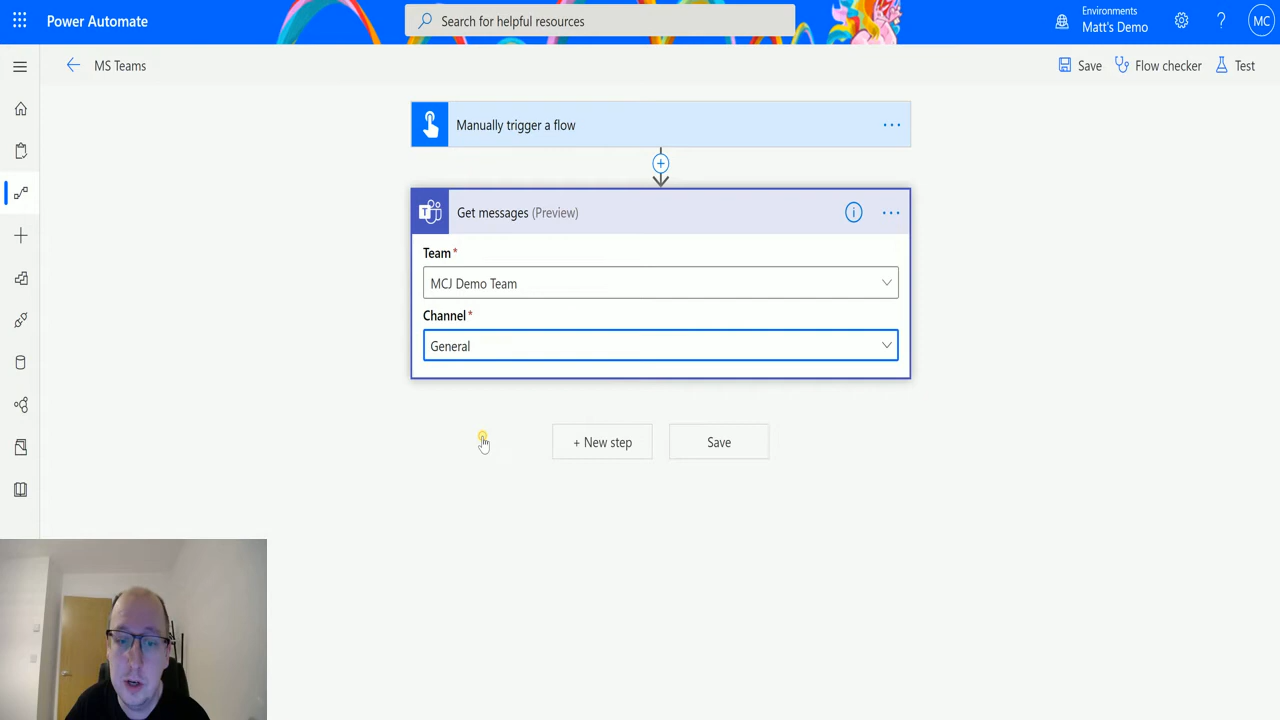 Power Automate
Search for helpful resources
Environments
Matt's Demo
?
MC
MS Teams
Save
Flow checker
Test
Manually trigger a flow
...
+
T
Get messages (Preview)
i
...
Team *
MCJ Demo Team
Channel *
General
+ New step
Save